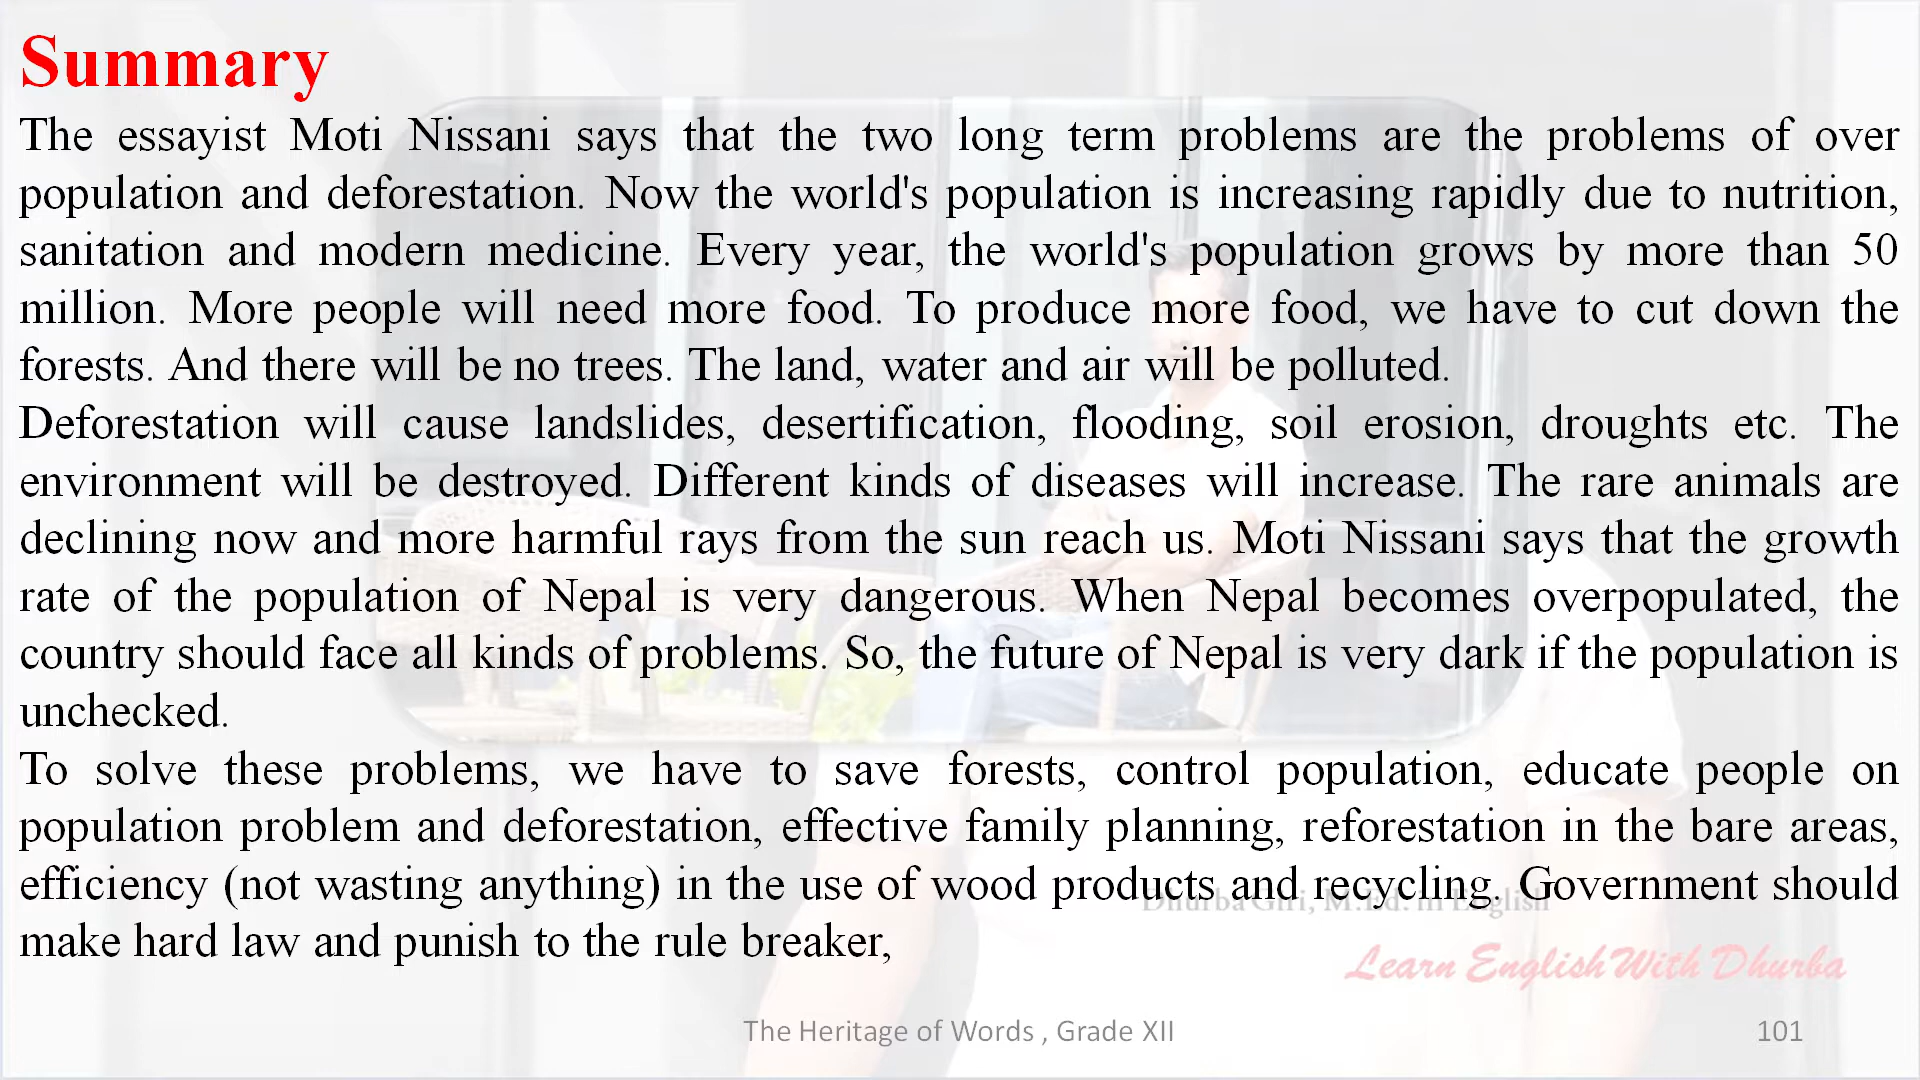 Summary
The essayist Moti Nissani says that the two long term problems are the problems of over
population and deforestation. Now the world's population is increasing rapidly due to nutrition,
sanitation and modern medicine. Every year, the world's population grows by more than 50
million. More people will need more food. To produce more food, we have to cut down the
forests. And there will be no trees. The land, water and air will be polluted.
Deforestation will cause landslides, desertification, flooding, soil erosion, droughts etc. The
environment will be destroyed. Different kinds of diseases will increase. The rare animals are
declining now and more harmful rays from the sun reach us. Moti Nissani says that the growth
rate of the population of Nepal is very dangerous. When Nepal becomes overpopulated, the
country should face all kinds of problems. So, the future of Nepal is very dark if the population is
unchecked.
To solve these problems, we have to save forests, control population, educate people on
population problem and deforestation, effective family planning, reforestation in the bare areas,
efficiency (not wasting anything) in the use of wood products and recycling. Government should
make hard law and punish to the rule breaker,
Dhurba Giri, M.Ed. in English
Learn English With Dhurba
The Heritage of Words , Grade XII
101